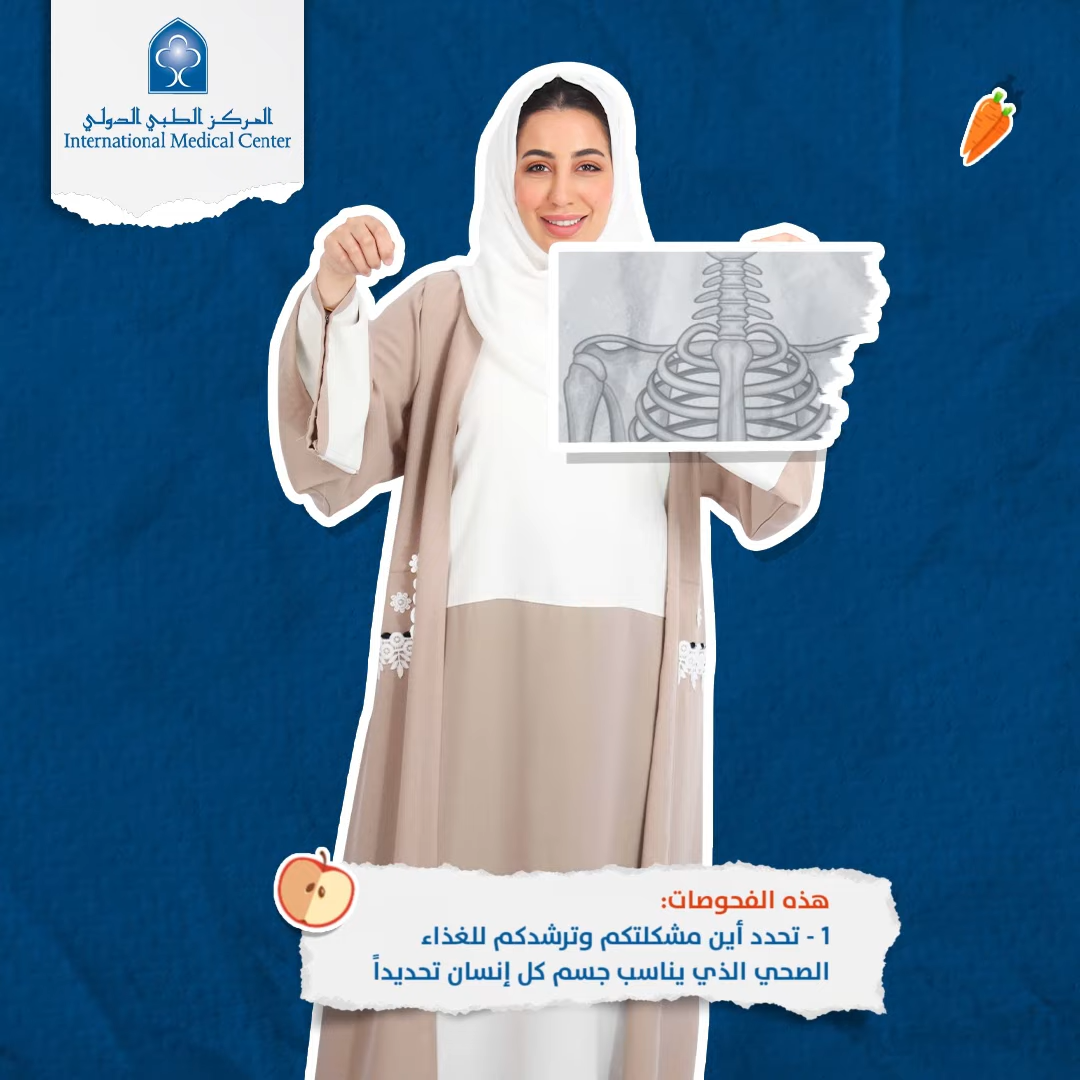 المركز الطبي الدولي
International Medical Center
هذه الفحوصات:
1 - تحدد أين مشكلتكم وترشدكم للغذاء
الصحي الذي يناسب جسم كل إنسان تحديداً